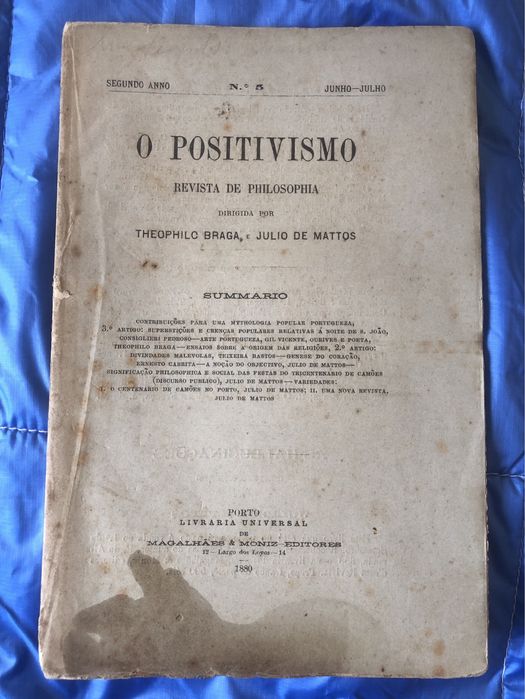 SEGUNDO ANNO N.º 5 JUNHO—JULHO
O POSITIVISMO
REVISTA DE PHILOSOPHIA
DIRIGIDA POR
THEOPHILO BRAGA, E JULIO DE MATTOS
SUMMARIO
CONTRIBUIÇÕES PARA UMA MYTHOLOGIA POPULAR PORTUGUEZA,
3.º ARTIGO: SUPERSTIÇÕES E CRENÇAS POPULARES RELATIVAS Á NOITE DE S. JOÃO,
CONSIGLIERI PEDROSO—ARTE PORTUGUEZA, GIL VICENTE, OURIVES E POETA,
THEOPHILO BRAGA—ENSAIOS SOBRE A ORIGEM DAS RELIGIÕES, 2.º ARTIGO:
DIVINDADES MALEVOLAS, TEIXEIRA BASTOS—GENESE DO CORAÇÃO,
ERNESTO CABRITA—A NOÇÃO DO OBJECTIVO, JULIO DE MATTOS—
SIGNIFICAÇÃO PHILOSOPHICA E SOCIAL DAS FESTAS DO TRICENTENARIO DE CAMÕES
(DISCURSO PUBLICO), JULIO DE MATTOS—VARIEDADES:
I. O CENTENARIO DE CAMÕES NO PORTO, JULIO DE MATTOS; II. UMA NOVA REVISTA,
JULIO DE MATTOS
PORTO
LIVRARIA UNIVERSAL
DE
MAGALHÃES & MONIZ—EDITORES
12—Largo dos Loyos—14
1880